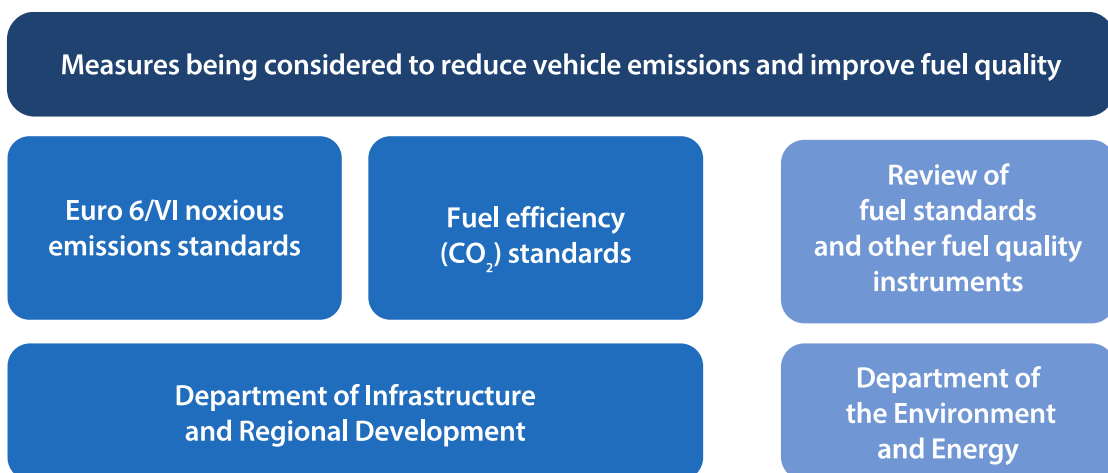 Measures being considered to reduce vehicle emissions and improve fuel quality
Euro 6/VI noxious
emissions standards
Fuel efficiency
(CO₂) standards
Review of
fuel standards
and other fuel quality
instruments
Department of Infrastructure
and Regional Development
Department of
the Environment
and Energy